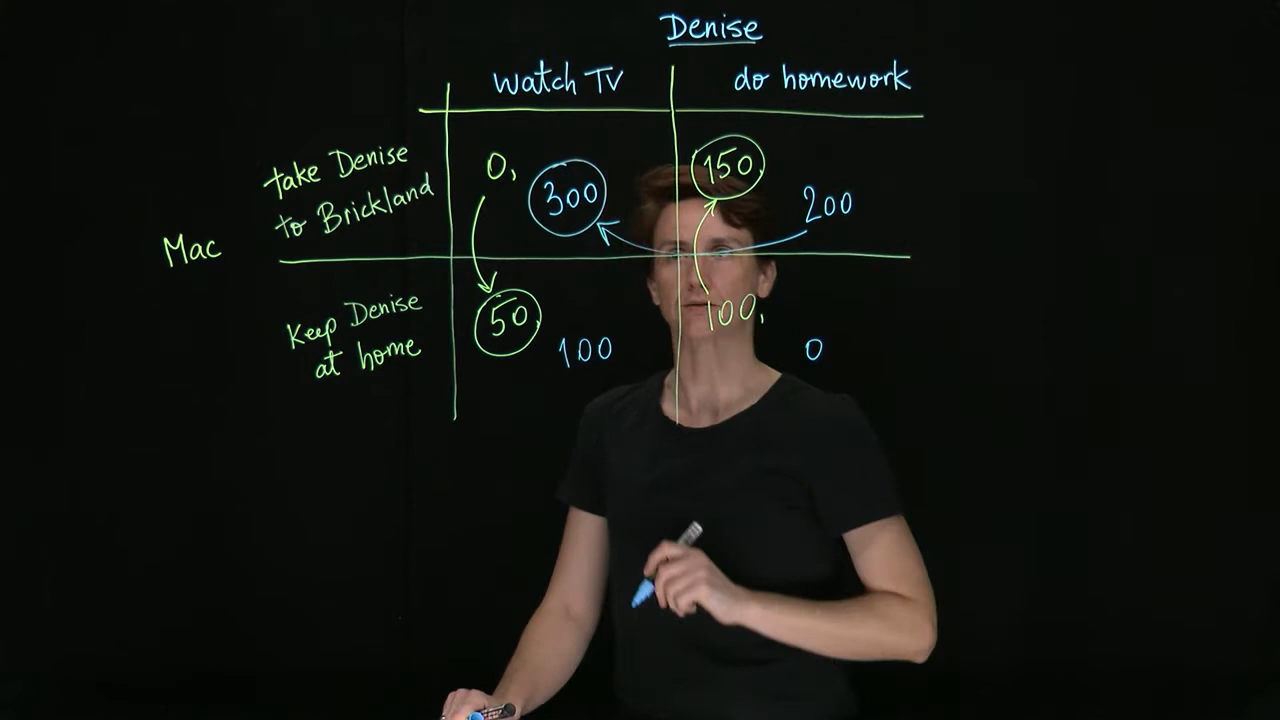 Denise
watch TV
do homework
Mac
take Denise
to Brickland
0,
300
150,
200
Keep Denise
at home
50,
100
100,
0